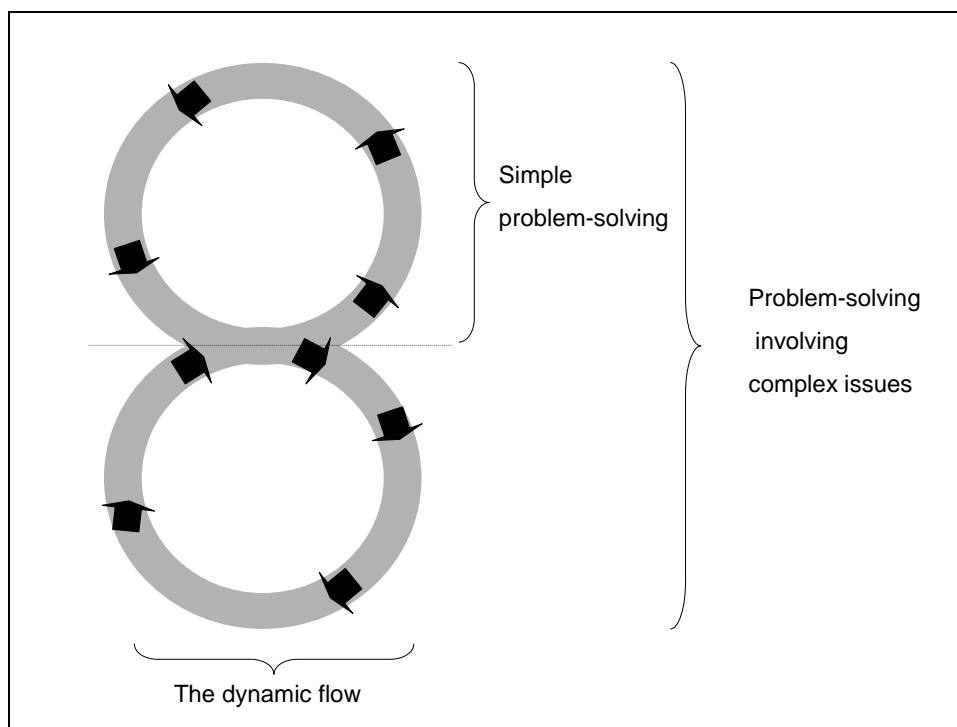 Simple
problem-solving
Problem-solving
involving
complex issues
The dynamic flow